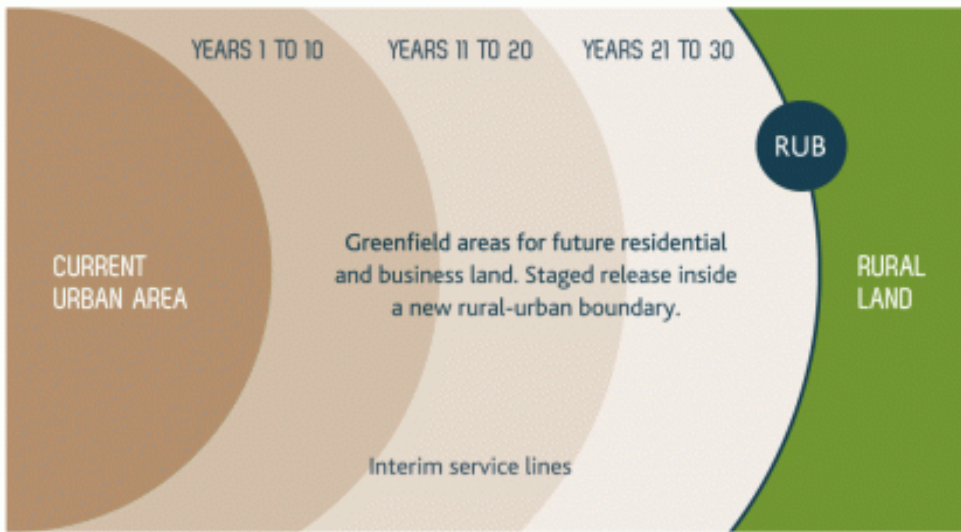 YEARS 1 TO 10
YEARS 11 TO 20
YEARS 21 TO 30
RUB
Greenfield areas for future residential
and business land. Staged release inside
a new rural-urban boundary.
CURRENT
URBAN AREA
RURAL
LAND
Interim service lines